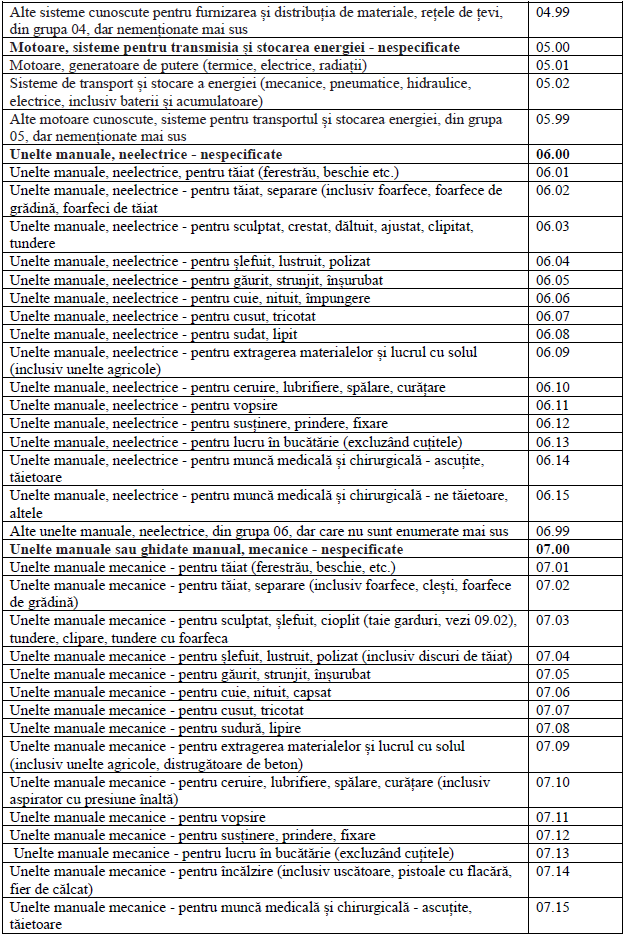 Alte sisteme cunoscute pentru furnizarea și distribuția de materiale, rețele de țevi, 04.99
din grupa 04, dar nemenționate mai sus
Motoare, sisteme pentru transmisia și stocarea energiei - nespecificate 05.00
Motoare, generatoare de putere (termice, electrice, radiații) 05.01
Sisteme de transport și stocare a energiei (mecanice, pneumatice, hidraulice, 05.02
electrice, inclusiv baterii și acumulatoare)
Alte motoare cunoscute, sisteme pentru transportul și stocarea energiei, din grupa 05.99
05, dar nemenționate mai sus
Unelte manuale, neelectrice - nespecificate 06.00
Unelte manuale, neelectrice, pentru tăiat (ferestrău, beschie etc.) 06.01
Unelte manuale, neelectrice - pentru tăiat, separare (inclusiv foarfece, foarfece de 06.02
grădină, foarfeci de tăiat
Unelte manuale, neelectrice - pentru sculptat, crestat, dăltuit, ajustat, clipitat, 06.03
tundere
Unelte manuale, neelectrice - pentru șlefuit, lustruit, polizat 06.04
Unelte manuale, neelectrice - pentru găurit, strunjit, înșurubat 06.05
Unelte manuale, neelectrice - pentru cuie, nituit, împungere 06.06
Unelte manuale, neelectrice - pentru cusut, tricotat 06.07
Unelte manuale, neelectrice - pentru sudat, lipit 06.08
Unelte manuale, neelectrice - pentru extragerea materialelor și lucrul cu solul 06.09
(inclusiv unelte agricole)
Unelte manuale, neelectrice - pentru ceruire, lubrifiere, spălare, curățare 06.10
Unelte manuale, neelectrice - pentru vopsire 06.11
Unelte manuale, neelectrice - pentru susținere, prindere, fixare 06.12
Unelte manuale, neelectrice - pentru lucru în bucătărie (excluzând cuțitele) 06.13
Unelte manuale, neelectrice - pentru muncă medicală și chirurgicală - ascuțite, 06.14
tăietoare
Unelte manuale, neelectrice - pentru muncă medicală și chirurgicală - ne tăietoare, 06.15
altele
Alte unelte manuale, neelectrice, din grupa 06, dar care nu sunt enumerate mai sus 06.99
Unelte manuale sau ghidate manual, mecanice - nespecificate 07.00
Unelte manuale mecanice - pentru tăiat (ferestrău, beschie, etc.) 07.01
Unelte manuale mecanice - pentru tăiat, separare (inclusiv foarfece, clești, foarfece 07.02
de grădină)
Unelte manuale mecanice - pentru sculptat, șlefuit, cioplit (taie garduri, vezi 09.02), 07.03
tundere, clipare, tundere cu foarfeca
Unelte manuale mecanice - pentru șlefuit, lustruit, polizat (inclusiv discuri de tăiat) 07.04
Unelte manuale mecanice - pentru găurit, strunjit, înșurubat 07.05
Unelte manuale mecanice - pentru cuie, nituit, capsat 07.06
Unelte manuale mecanice - pentru cusut, tricotat 07.07
Unelte manuale mecanice - pentru sudură, lipire 07.08
Unelte manuale mecanice - pentru extragerea materialelor și lucrul cu solul 07.09
(inclusiv unelte agricole, distrugătoare de beton)
Unelte manuale mecanice - pentru ceruire, lubrifiere, spălare, curățare (inclusiv 07.10
aspirator cu presiune înaltă)
Unelte manuale mecanice - pentru vopsire 07.11
Unelte manuale mecanice - pentru susținere, prindere, fixare 07.12
Unelte manuale mecanice - pentru lucru în bucătărie (excluzând cuțitele) 07.13
Unelte manuale mecanice - pentru încălzire (inclusiv uscătoare, pistoale cu flacără, 07.14
fier de călcat)
Unelte manuale mecanice - pentru muncă medicală și chirurgicală - ascuțite, 07.15
tăietoare